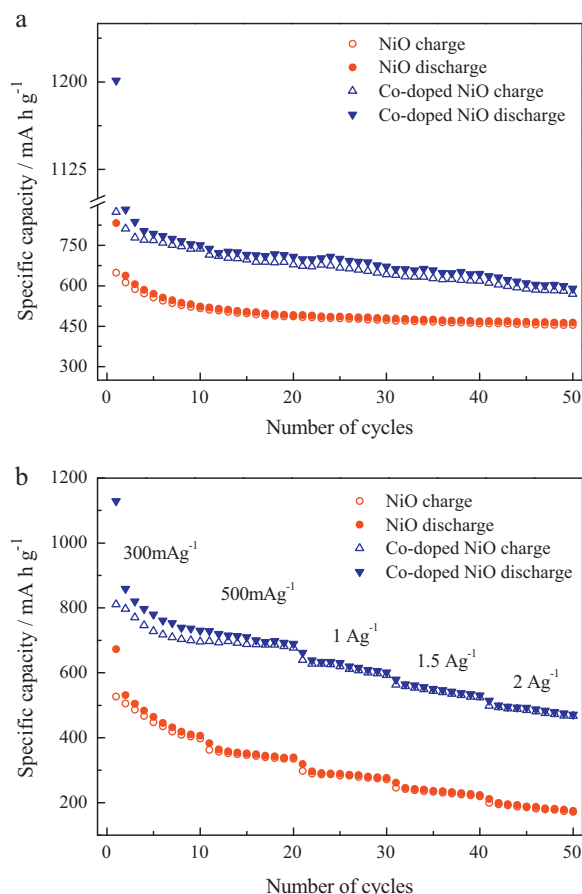 a
NiO charge
NiO discharge
Co-doped NiO charge
Co-doped NiO discharge
1200
1125
750
600
450
300
Specific capacity / mA h g⁻¹
0 10 20 30 40 50
Number of cycles
b
NiO charge
NiO discharge
Co-doped NiO charge
Co-doped NiO discharge
300mAg⁻¹
500mAg⁻¹
1 Ag⁻¹
1.5 Ag⁻¹
2 Ag⁻¹
1200
1000
800
600
400
200
Specific capacity / mA h g⁻¹
0 10 20 30 40 50
Number of cycles